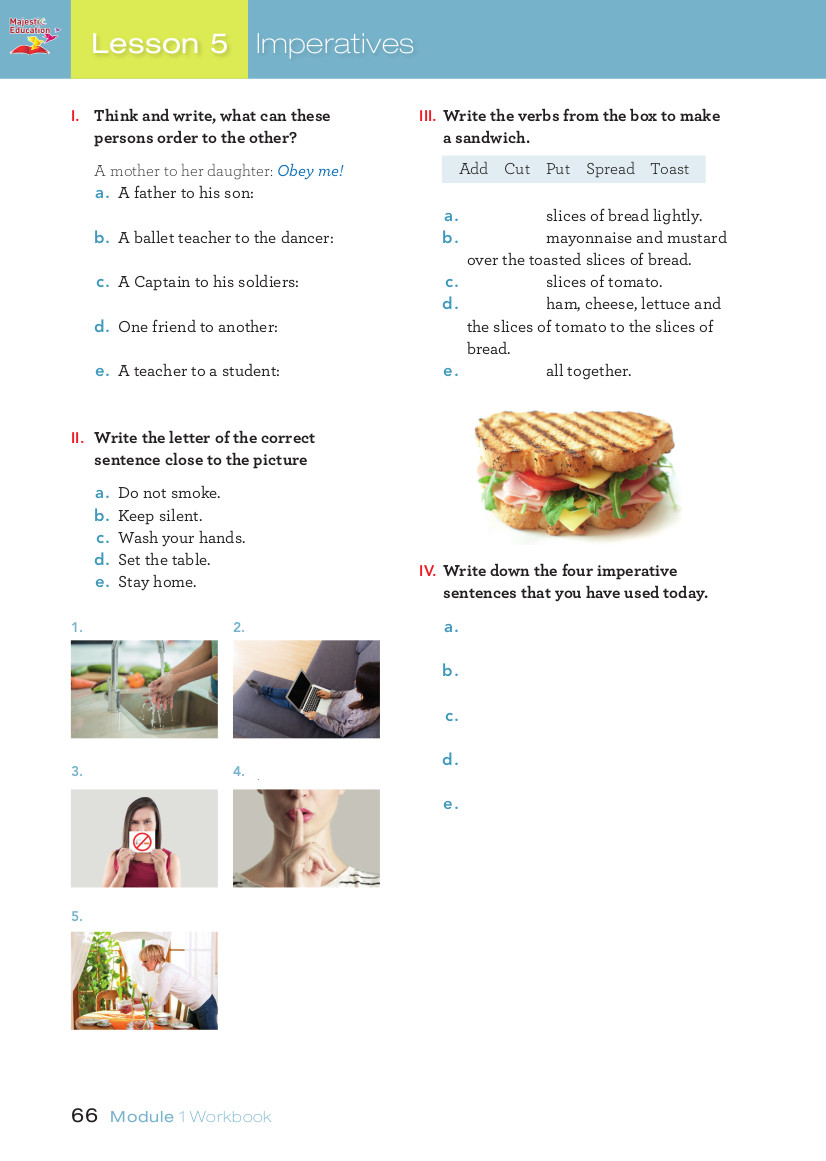 Majestic
Education
Lesson 5 Imperatives
I. Think and write, what can these
persons order to the other?
A mother to her daughter: Obey me!
a. A father to his son:
b. A ballet teacher to the dancer:
c. A Captain to his soldiers:
d. One friend to another:
e. A teacher to a student:
II. Write the letter of the correct
sentence close to the picture
a. Do not smoke.
b. Keep silent.
c. Wash your hands.
d. Set the table.
e. Stay home.
1.
2.
3.
4.
5.
III. Write the verbs from the box to make
a sandwich.
Add Cut Put Spread Toast
a. slices of bread lightly.
b. mayonnaise and mustard
over the toasted slices of bread.
c. slices of tomato.
d. ham, cheese, lettuce and
the slices of tomato to the slices of
bread.
e. all together.
IV. Write down the four imperative
sentences that you have used today.
a.
b.
c.
d.
e.
66 Module 1 Workbook